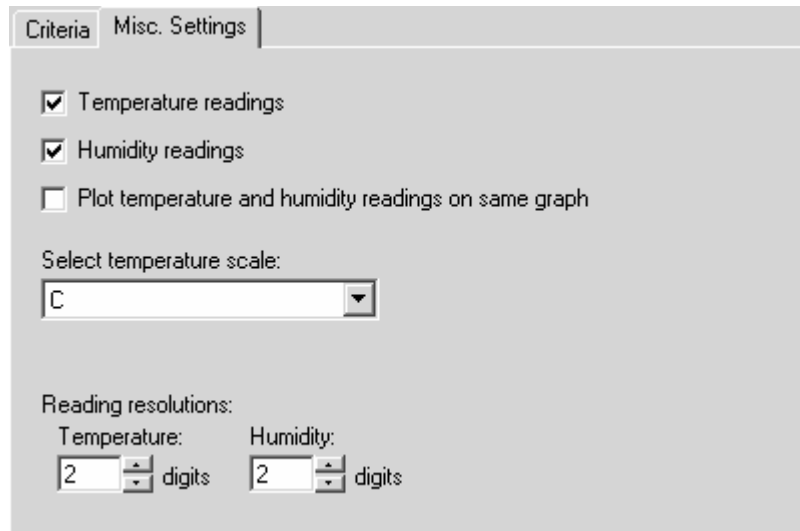 Criteria Misc. Settings
Temperature readings
Humidity readings
Plot temperature and humidity readings on same graph
Select temperature scale:
C
Reading resolutions:
Temperature: Humidity:
2 digits 2 digits